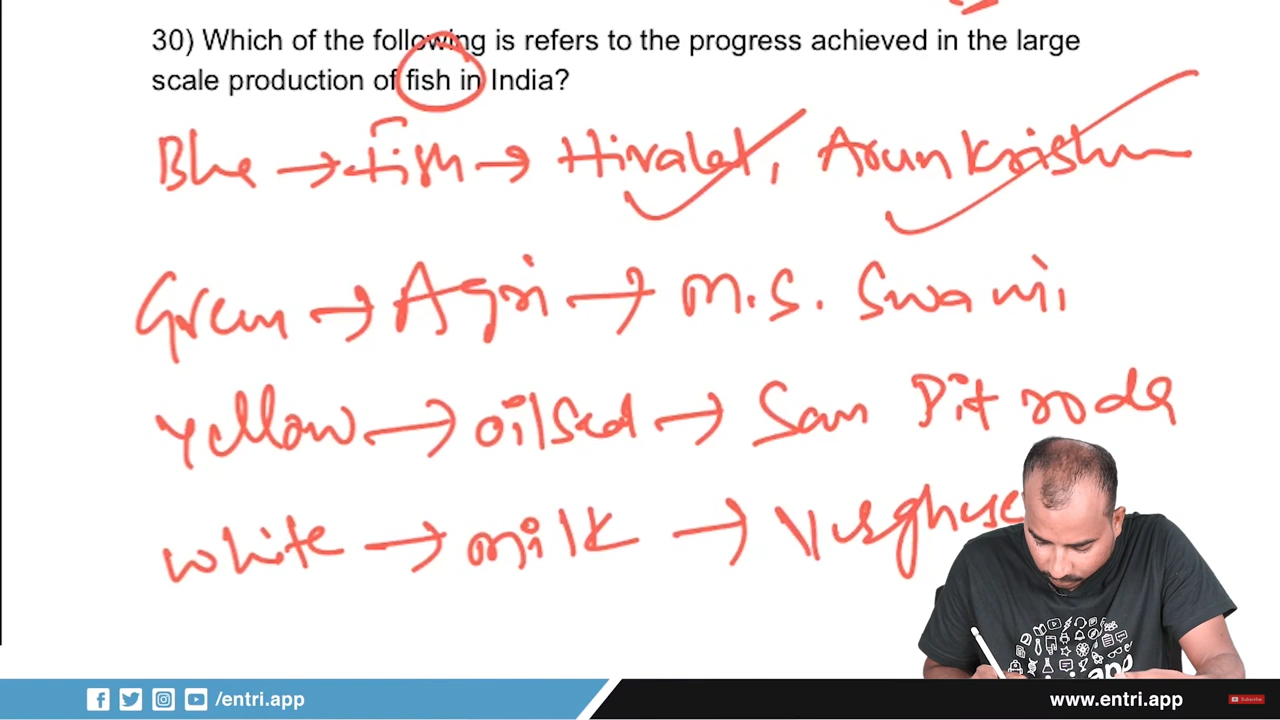 30) Which of the following is refers to the progress achieved in the large
scale production of fish in India?
Blue → Fish → Hiralal, Arun Krishn
Green → Agri → M.S. Swami
Yellow → oilseed → Sam Pitroda
White → milk → Verghese
/entri.app
www.entri.app
Subscribe